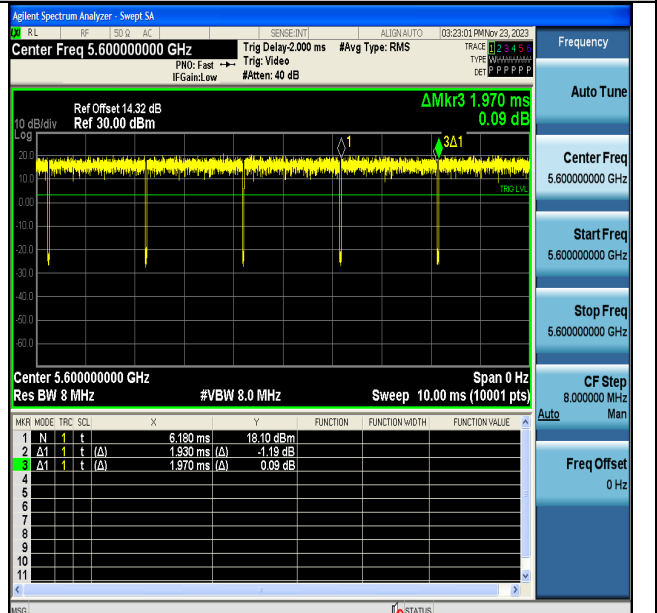 Agilent Spectrum Analyzer - Swept SA
RL RF 50 Ω AC SENSE:INT ALIGN AUTO 03:23:01 PM Nov 23, 2023
Center Freq 5.600000000 GHz
PNO: Fast
IFGain:Low
Trig Delay-2.000 ms
Trig: Video
#Atten: 40 dB
#Avg Type: RMS
TRACE 1 2 3 4 5 6
TYPE
DET P P P P P P
Ref Offset 14.32 dB
10 dB/div Ref 30.00 dBm
Log
ΔMkr3 1.970 ms
0.09 dB
1
3Δ1
20.0
10.0
0.00
-10.0
-20.0
-30.0
-40.0
-60.0
TRIG LVL
Center 5.600000000 GHz Span 0 Hz
Res BW 8 MHz #VBW 8.0 MHz Sweep 10.00 ms (10001 pts)
MKR MODE TRC SCL X Y FUNCTION FUNCTION WIDTH FUNCTION VALUE
1 N 1 t 6.180 ms 18.10 dBm
2 Δ1 1 t (Δ) 1.930 ms (Δ) -1.19 dB
3 Δ1 1 t (Δ) 1.970 ms (Δ) 0.09 dB
4
5
6
7
8
9
10
11
MSG STATUS
Frequency
Auto Tune
Center Freq
5.600000000 GHz
Start Freq
5.600000000 GHz
Stop Freq
5.600000000 GHz
CF Step
8.000000 MHz
Auto Man
Freq Offset
0 Hz